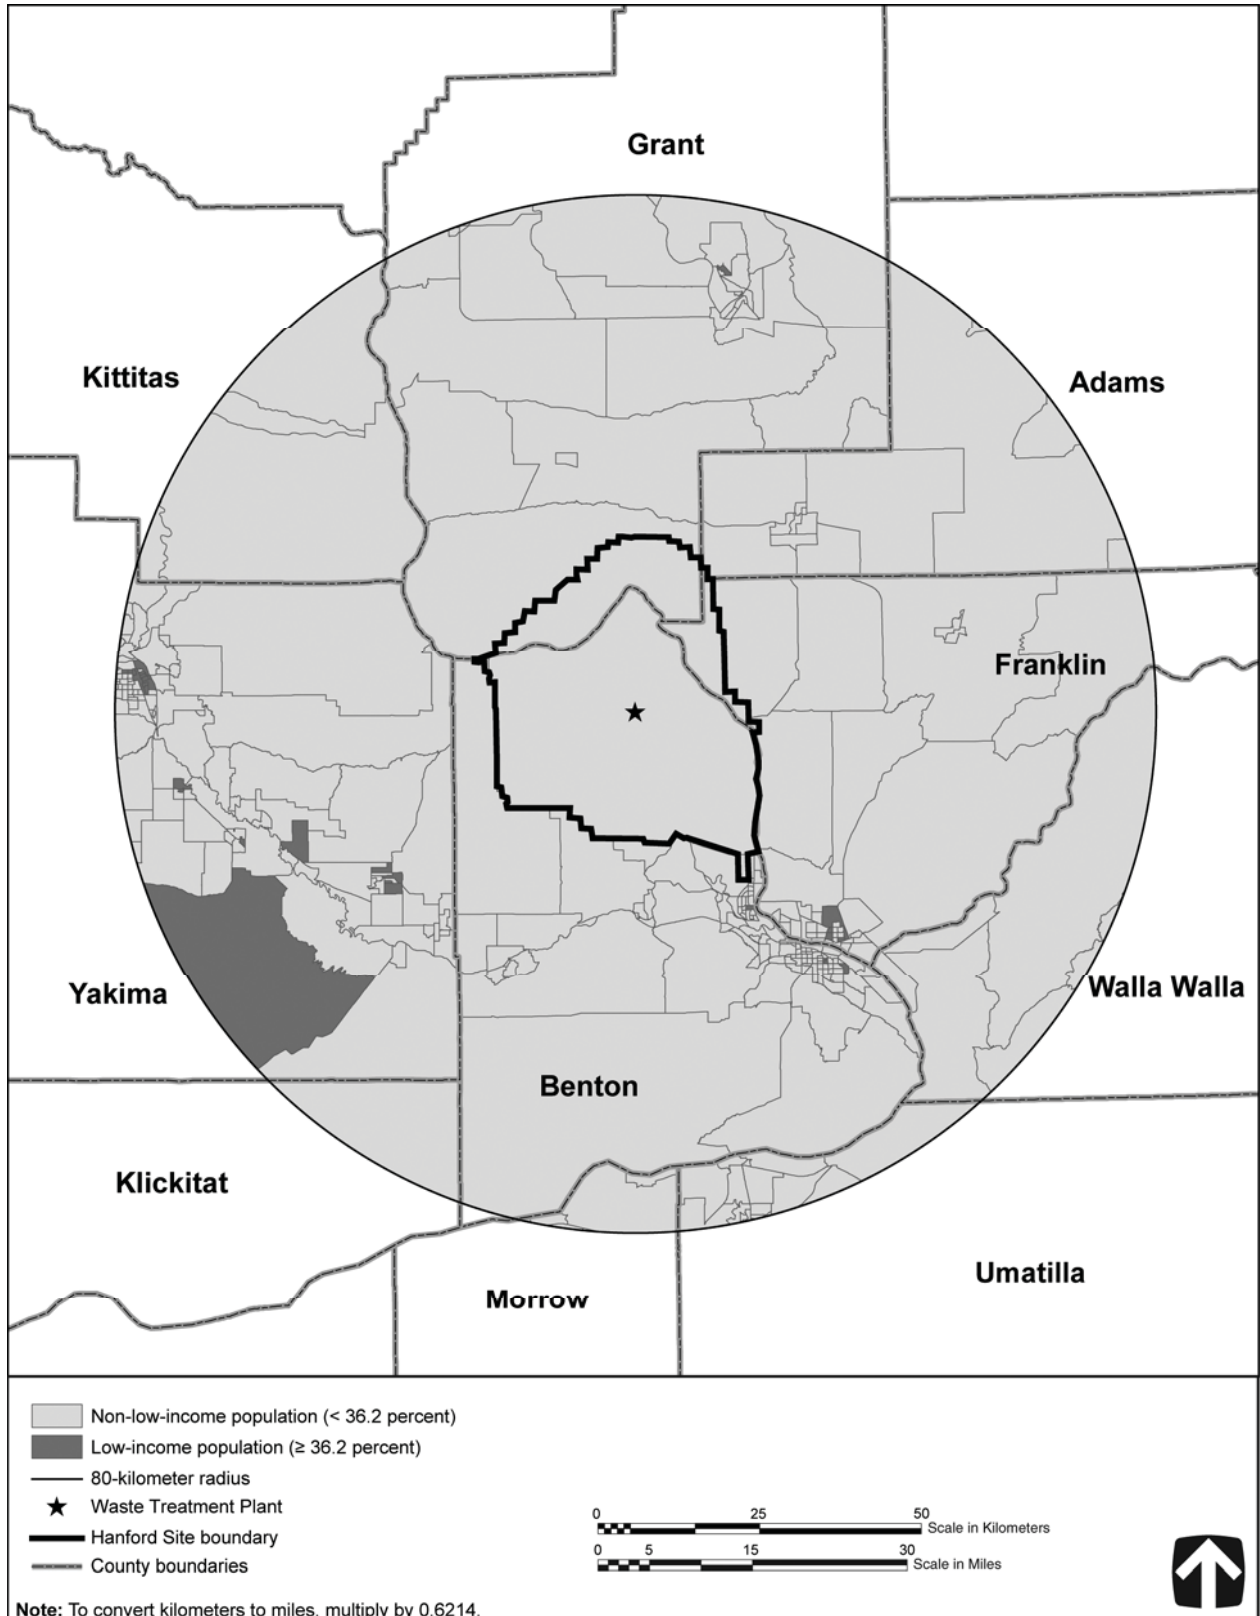 Grant
Kittitas
Adams
Franklin
Yakima
Walla Walla
Benton
Klickitat
Umatilla
Morrow
Non-low-income population (< 36.2 percent)
Low-income population (≥ 36.2 percent)
80-kilometer radius
Waste Treatment Plant
Hanford Site boundary
County boundaries
0 25 50
Scale in Kilometers
0 5 15 30
Scale in Miles
Note: To convert kilometers to miles, multiply by 0.6214.